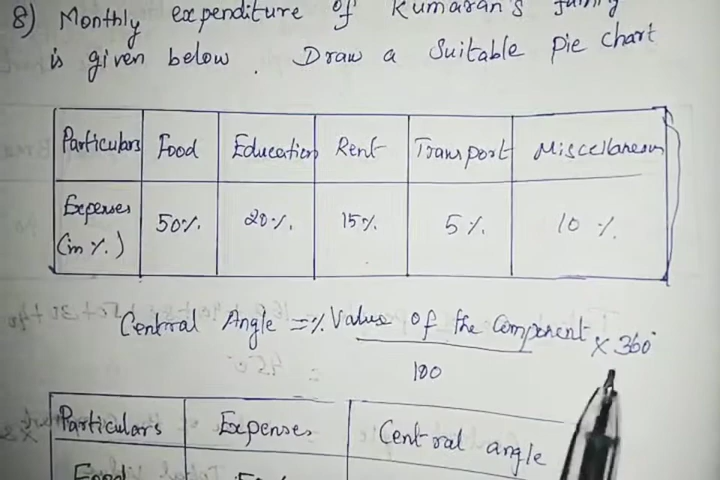 8) Monthly expenditure of Kumaran's family
is given below . Draw a Suitable Pie chart
Particulars Food Education Rent Transport Miscellaneous
Expenses (in %) 50% 20% 15% 5% 10 %
Central Angle = % Value of the Component × 360°
100
Particulars Expenses Central angle
Food